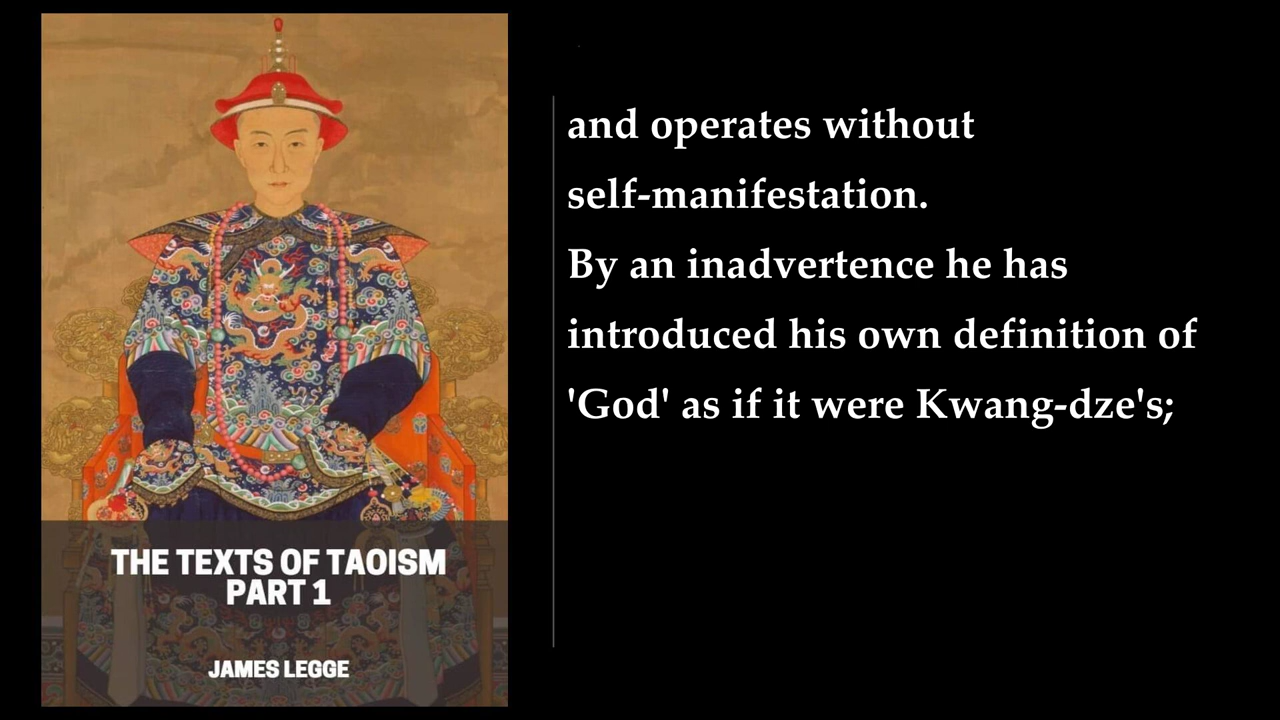 THE TEXTS OF TAOISM
PART 1
JAMES LEGGE
and operates without
self-manifestation.
By an inadvertence he has
introduced his own definition of
'God' as if it were Kwang-dze's;